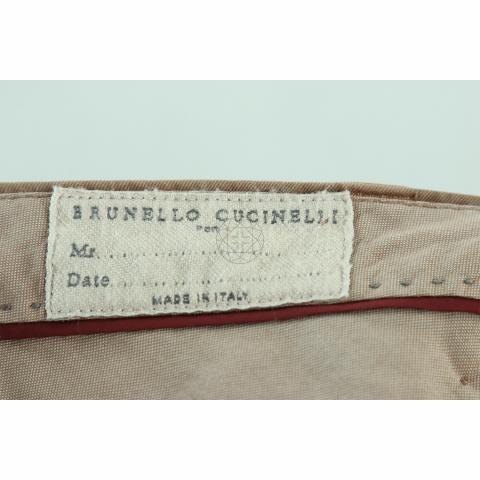 BRUNELLO CUCINELLI
PER
Mr.....................
Date...................
MADE IN ITALY